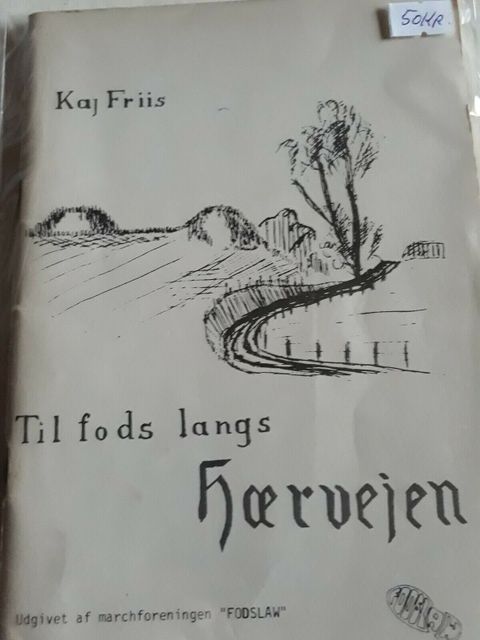 50KR.
Kaj Friis
Til fods langs
Hærvejen
Udgivet af marchforeningen "FODSLAW"